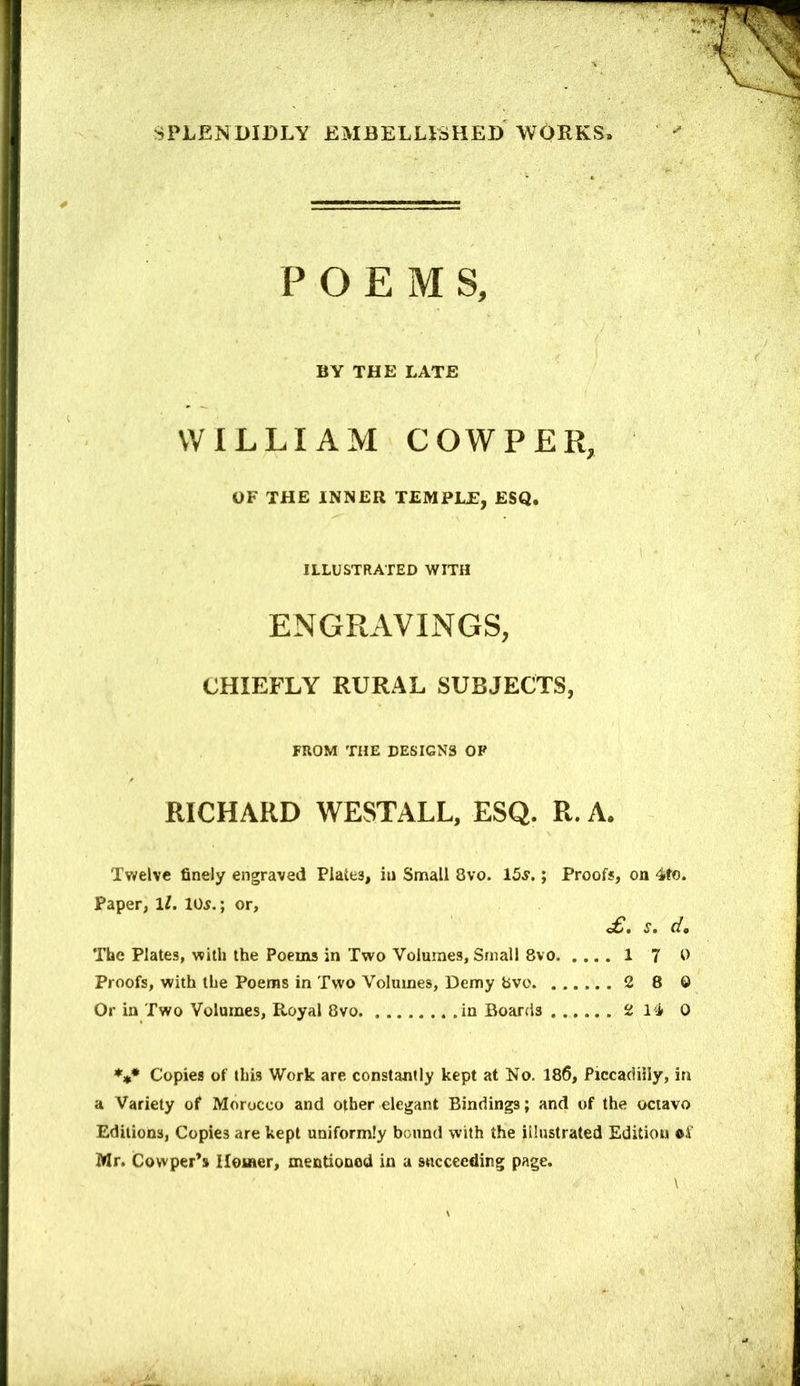 SPLENDIDLY EMBELLISHED WORKS.
POEMS,
BY THE LATE
WILLIAM COWPER,
OF THE INNER TEMPLE, ESQ.
ILLUSTRATED WITH
ENGRAVINGS,
CHIEFLY RURAL SUBJECTS,
FROM THE DESIGNS OF
RICHARD WESTALL, ESQ. R. A.
Twelve finely engraved Plates, in Small 8vo. 15s.; Proofs, on 4to.
Paper, 1l. 10s.; or,
£. s. d.
The Plates, with the Poems in Two Volumes, Small 8vo. .... 1 7 0
Proofs, with the Poems in Two Volumes, Demy 8vo. ...... 2 8 0
Or in Two Volumes, Royal 8vo. ........ in Boards ...... 2 14 0
*⁎* Copies of this Work are constantly kept at No. 186, Piccadilly, in
a Variety of Morocco and other elegant Bindings; and of the octavo
Editions, Copies are kept uniformly bound with the illustrated Edition of
Mr. Cowper's Homer, mentioned in a succeeding page.